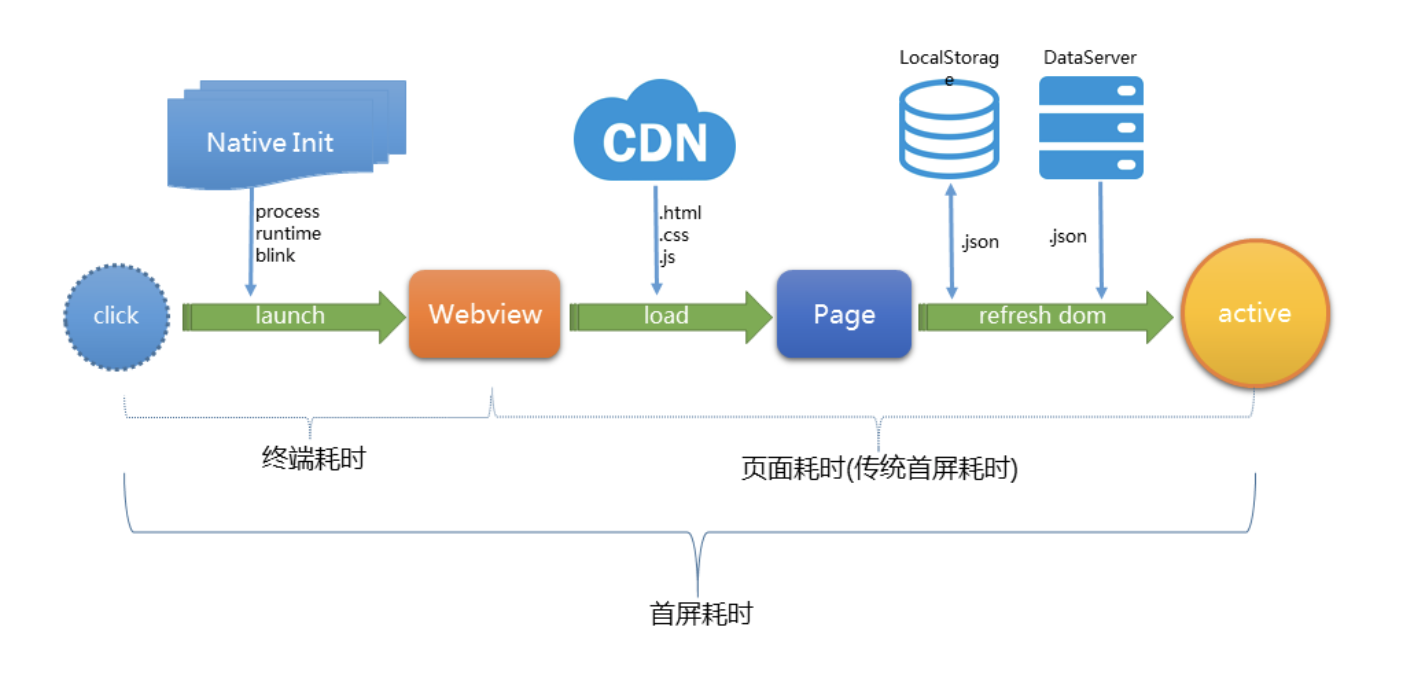 LocalStorag
e
DataServer
Native Init
CDN
process
runtime
blink
.html
.css
.js
.json
.json
click
launch
Webview
load
Page
refresh dom
active
终端耗时
页面耗时(传统首屏耗时)
首屏耗时